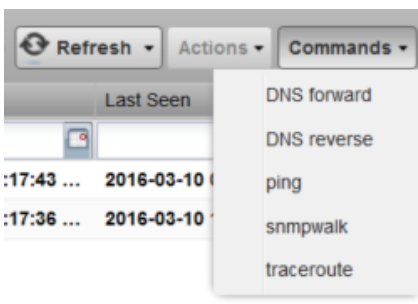 Refresh Actions Commands
Last Seen DNS forward
DNS reverse
:17:43 ... 2016-03-10 ping
:17:36 ... 2016-03-10 snmpwalk
traceroute